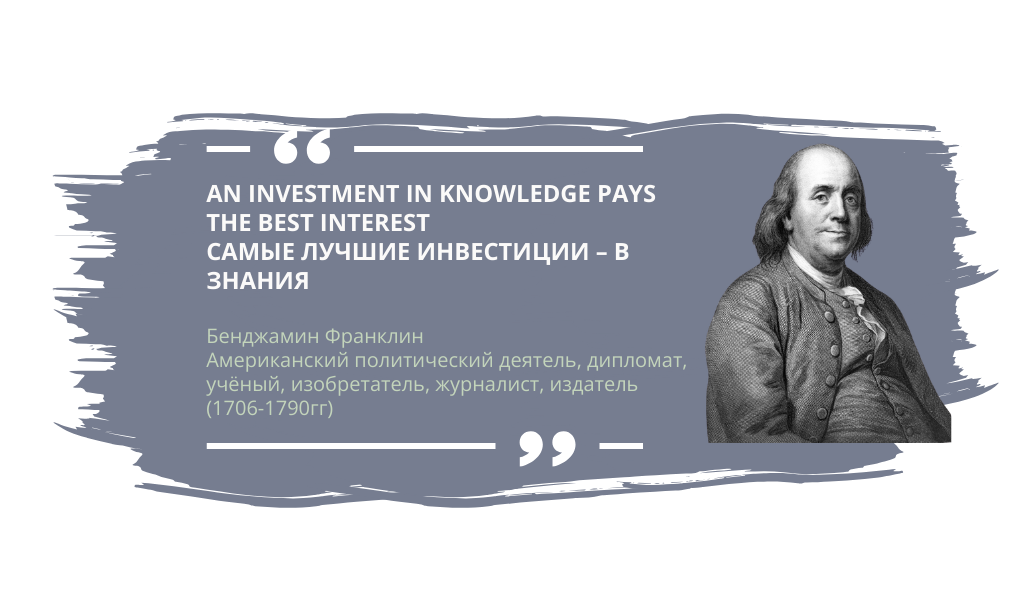 AN INVESTMENT IN KNOWLEDGE PAYS
THE BEST INTEREST
САМЫЕ ЛУЧШИЕ ИНВЕСТИЦИИ – В
ЗНАНИЯ
Бенджамин Франклин
Американский политический деятель, дипломат,
учёный, изобретатель, журналист, издатель
(1706-1790гг)